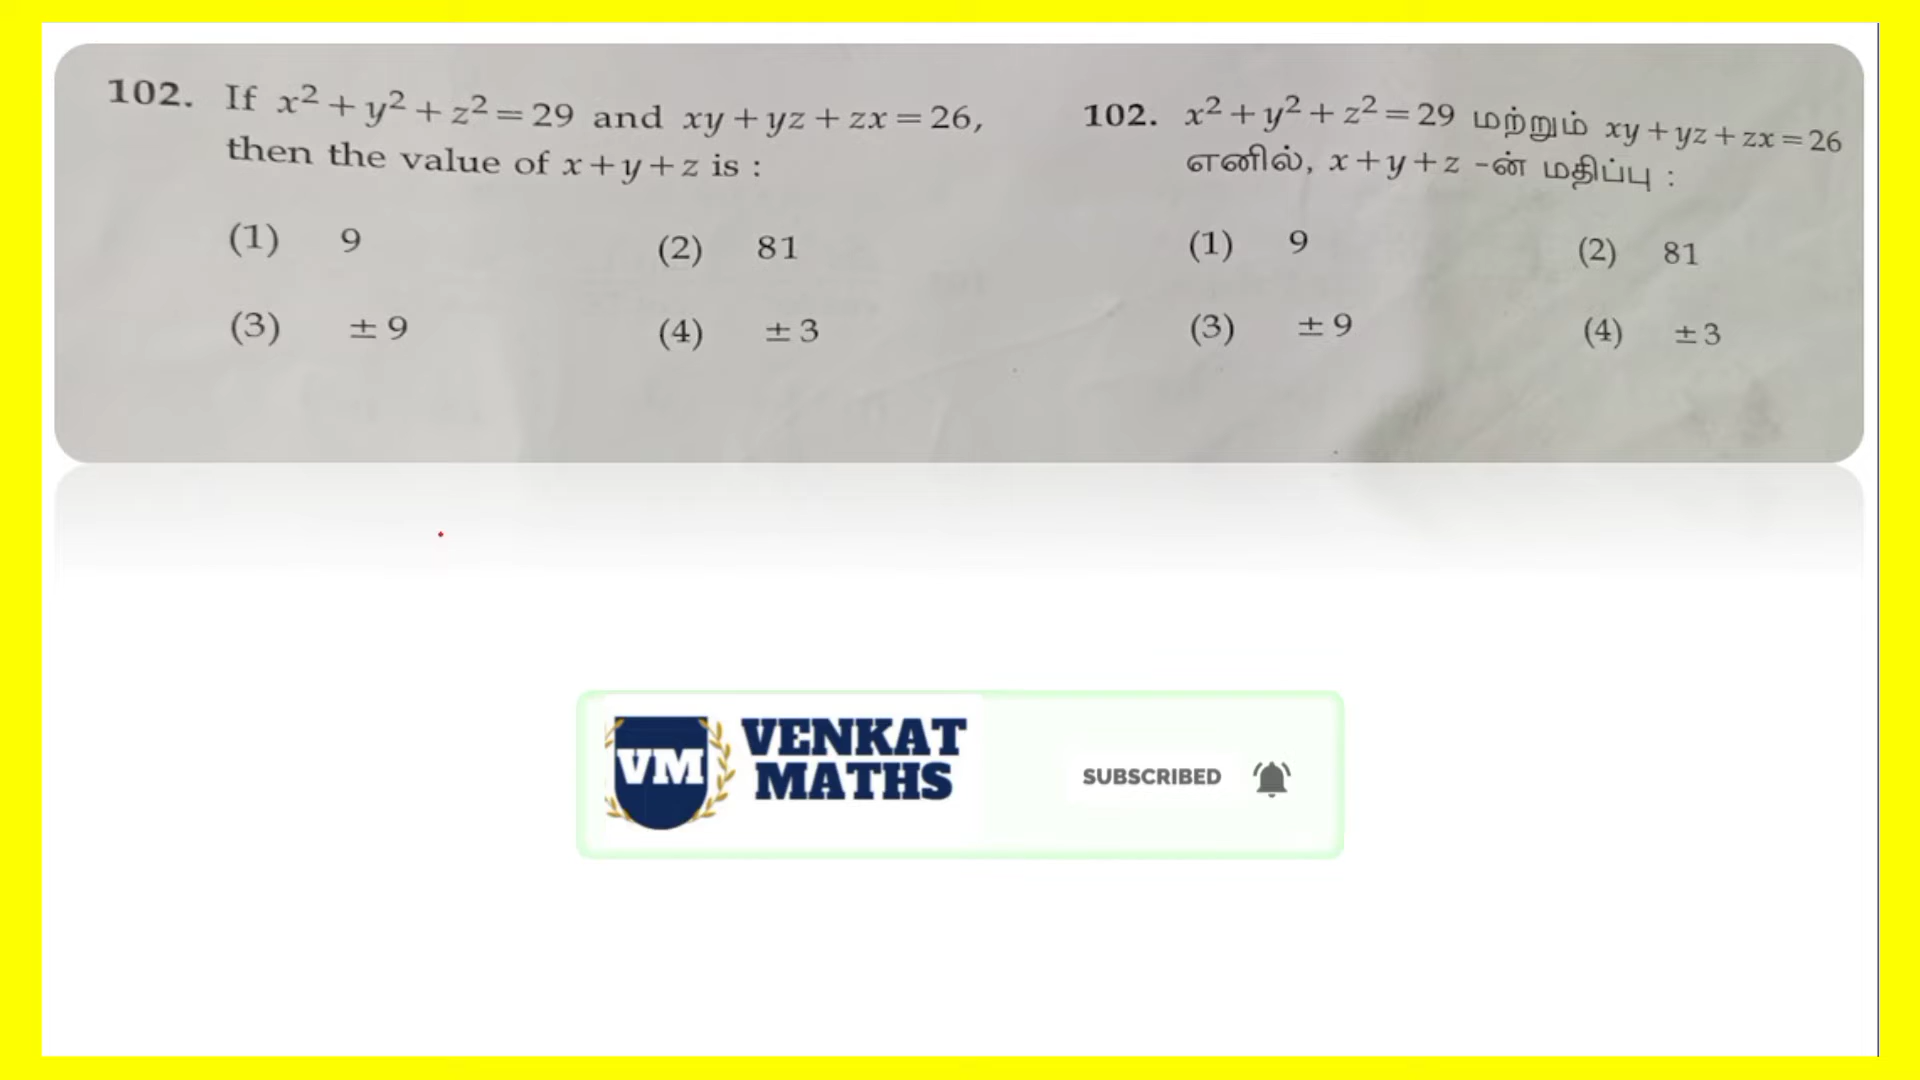 102. If x² + y² + z² = 29 and xy + yz + zx = 26,
then the value of x + y + z is :
(1) 9 (2) 81
(3) ± 9 (4) ± 3
102. x² + y² + z² = 29 மற்றும் xy + yz + zx = 26
எனில், x + y + z -ன் மதிப்பு :
(1) 9 (2) 81
(3) ± 9 (4) ± 3
VM
VENKAT
MATHS
SUBSCRIBED